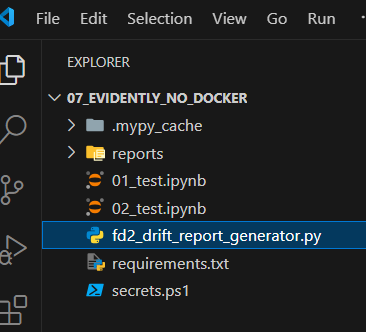 File Edit Selection View Go Run ...
EXPLORER
07_EVIDENTLY_NO_DOCKER
.mypy_cache
reports
01_test.ipynb
02_test.ipynb
fd2_drift_report_generator.py
requirements.txt
secrets.ps1